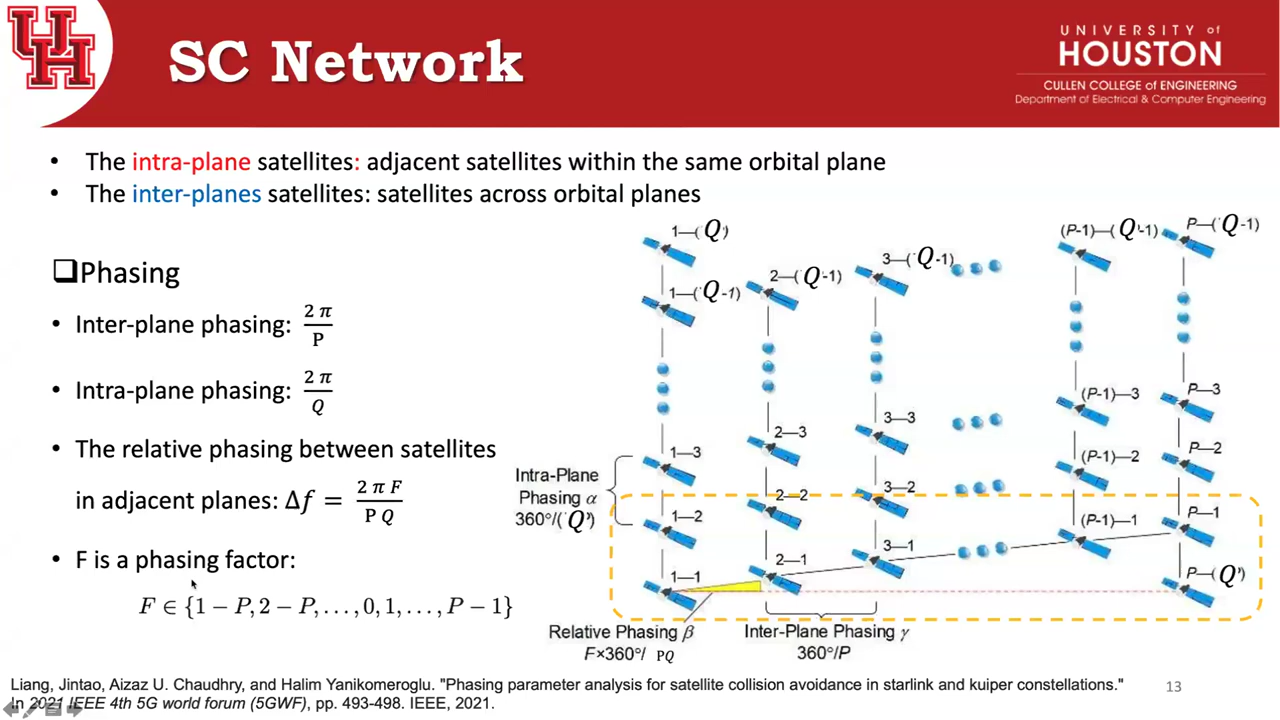 SC Network
UNIVERSITY of
HOUSTON
CULLEN COLLEGE of ENGINEERING
Department of Electrical & Computer Engineering
• The intra-plane satellites: adjacent satellites within the same orbital plane
• The inter-planes satellites: satellites across orbital planes
❑Phasing
• Inter-plane phasing: 2 π / P
• Intra-plane phasing: 2 π / Q
• The relative phasing between satellites
in adjacent planes: Δf = 2 π F / P Q
• F is a phasing factor:
F ∈ {1 − P, 2 − P, . . . , 0, 1, . . . , P − 1}
1—(Q)
1—(Q-1)
1—3
1—2
1—1
2—(Q-1)
2—3
2—2
2—1
3—(Q-1)
3—3
3—2
3—1
(P-1)—(Q-1)
(P-1)—3
(P-1)—2
(P-1)—1
P—(Q-1)
P—3
P—2
P—1
P—(Q)
Intra-Plane
Phasing α
360°/(Q)
Relative Phasing β
F×360°/ PQ
Inter-Plane Phasing γ
360°/P
Liang, Jintao, Aizaz U. Chaudhry, and Halim Yanikomeroglu. "Phasing parameter analysis for satellite collision avoidance in starlink and kuiper constellations."
In 2021 IEEE 4th 5G world forum (5GWF), pp. 493-498. IEEE, 2021.
13